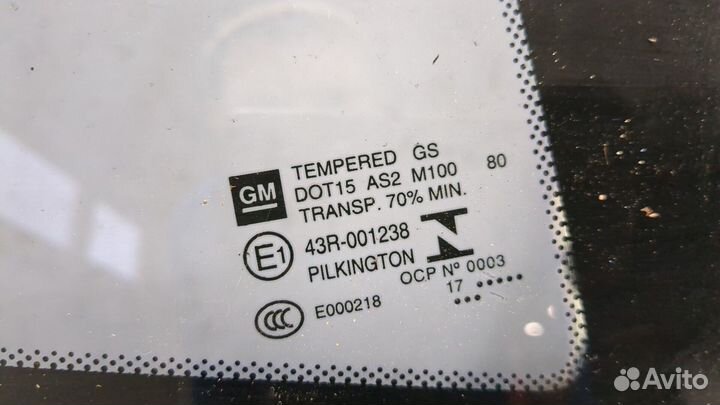 GM
TEMPERED GS
DOT15 AS2 M100 80
TRANSP. 70% MIN.
E1 43R-001238
PILKINGTON
OCP Nº 0003
17
CCC E000218
Avito